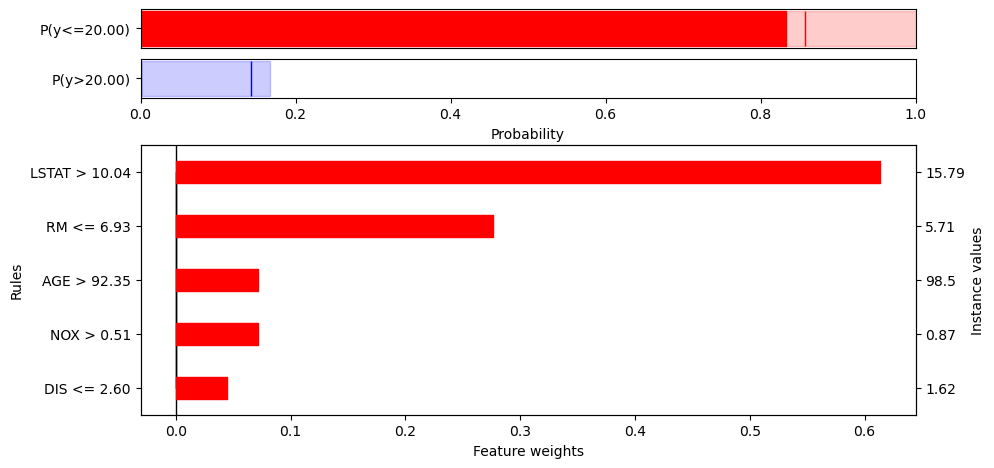 P(y<=20.00)
P(y>20.00)
0.0 0.2 0.4 0.6 0.8 1.0
Probability
LSTAT > 10.04 15.79
RM <= 6.93 5.71
AGE > 92.35 98.5
NOX > 0.51 0.87
DIS <= 2.60 1.62
Rules
Instance values
0.0 0.1 0.2 0.3 0.4 0.5 0.6
Feature weights